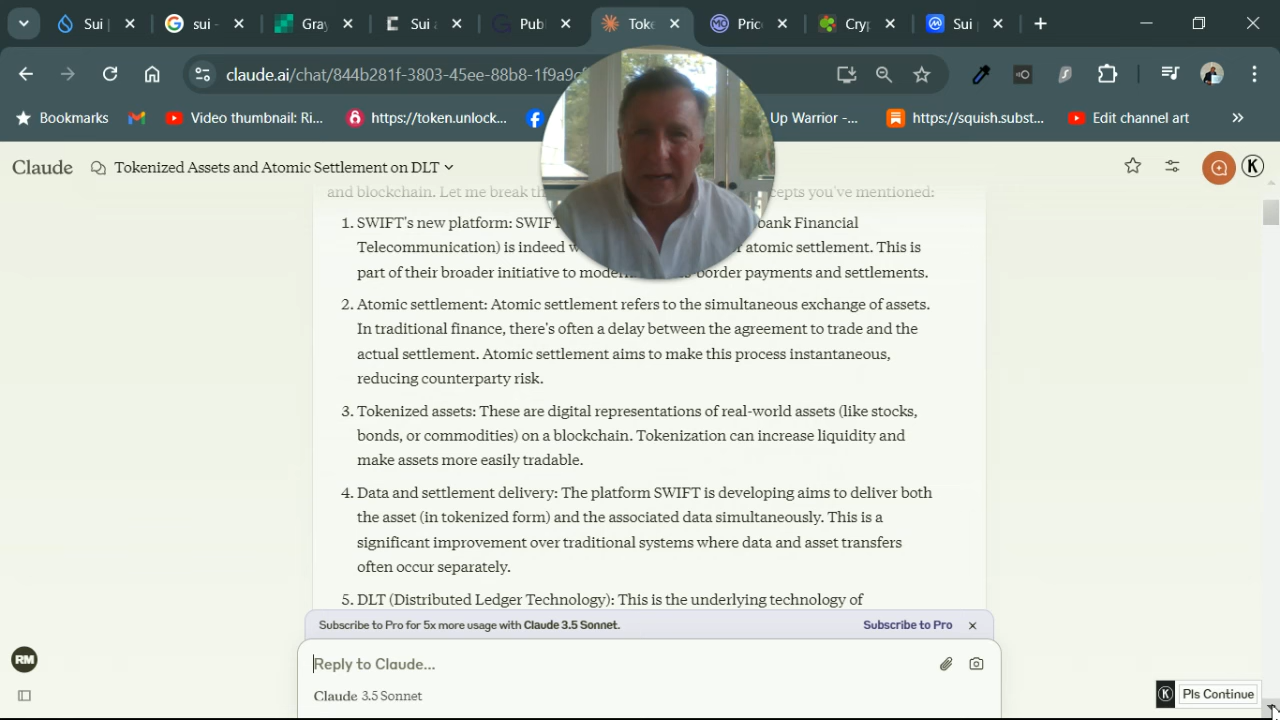 Sui |
sui -
Gray
Sui a
Publ
Toke
Pric
Cryp
Sui |
claude.ai/chat/844b281f-3803-45ee-88b8-1f9a9c
Bookmarks
Video thumbnail: Ri...
https://token.unlock...
Up Warrior -...
https://squish.subst...
Edit channel art
Claude
Tokenized Assets and Atomic Settlement on DLT
K
and blockchain. Let me break th cepts you've mentioned:
1. SWIFT's new platform: SWIF bank Financial
Telecommunication) is indeed w r atomic settlement. This is
part of their broader initiative to modern border payments and settlements.
2. Atomic settlement: Atomic settlement refers to the simultaneous exchange of assets.
In traditional finance, there's often a delay between the agreement to trade and the
actual settlement. Atomic settlement aims to make this process instantaneous,
reducing counterparty risk.
3. Tokenized assets: These are digital representations of real-world assets (like stocks,
bonds, or commodities) on a blockchain. Tokenization can increase liquidity and
make assets more easily tradable.
4. Data and settlement delivery: The platform SWIFT is developing aims to deliver both
the asset (in tokenized form) and the associated data simultaneously. This is a
significant improvement over traditional systems where data and asset transfers
often occur separately.
5. DLT (Distributed Ledger Technology): This is the underlying technology of
Subscribe to Pro for 5x more usage with Claude 3.5 Sonnet.
Subscribe to Pro
Reply to Claude...
Claude 3.5 Sonnet
RM
K Pls Continue